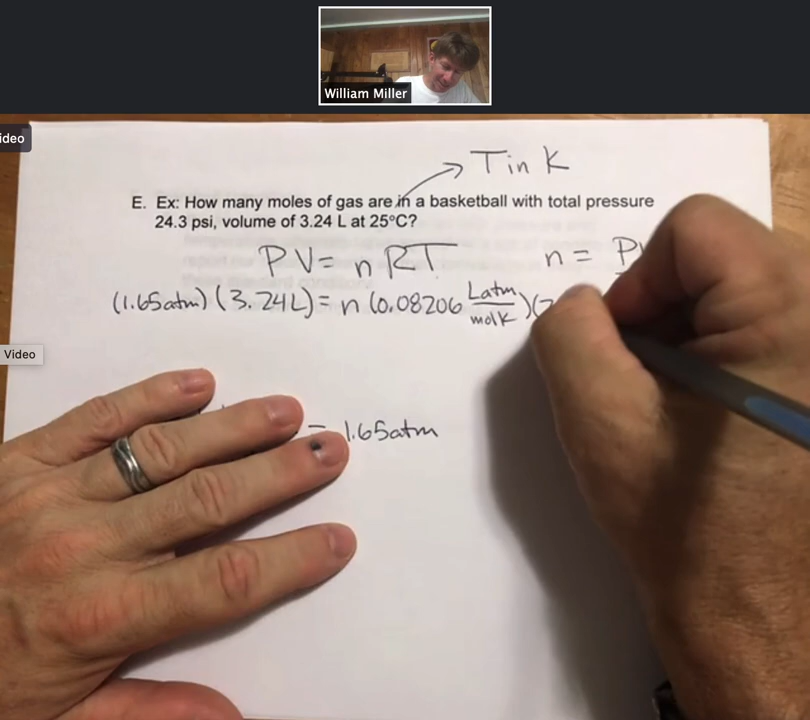 William Miller
ideo
T in K
E. Ex: How many moles of gas are in a basketball with total pressure
24.3 psi, volume of 3.24 L at 25°C?
PV = nRT
n = P
(1.65atm) (3.24L) = n (0.08206 Latm/molK)(
Video
= 1.65atm